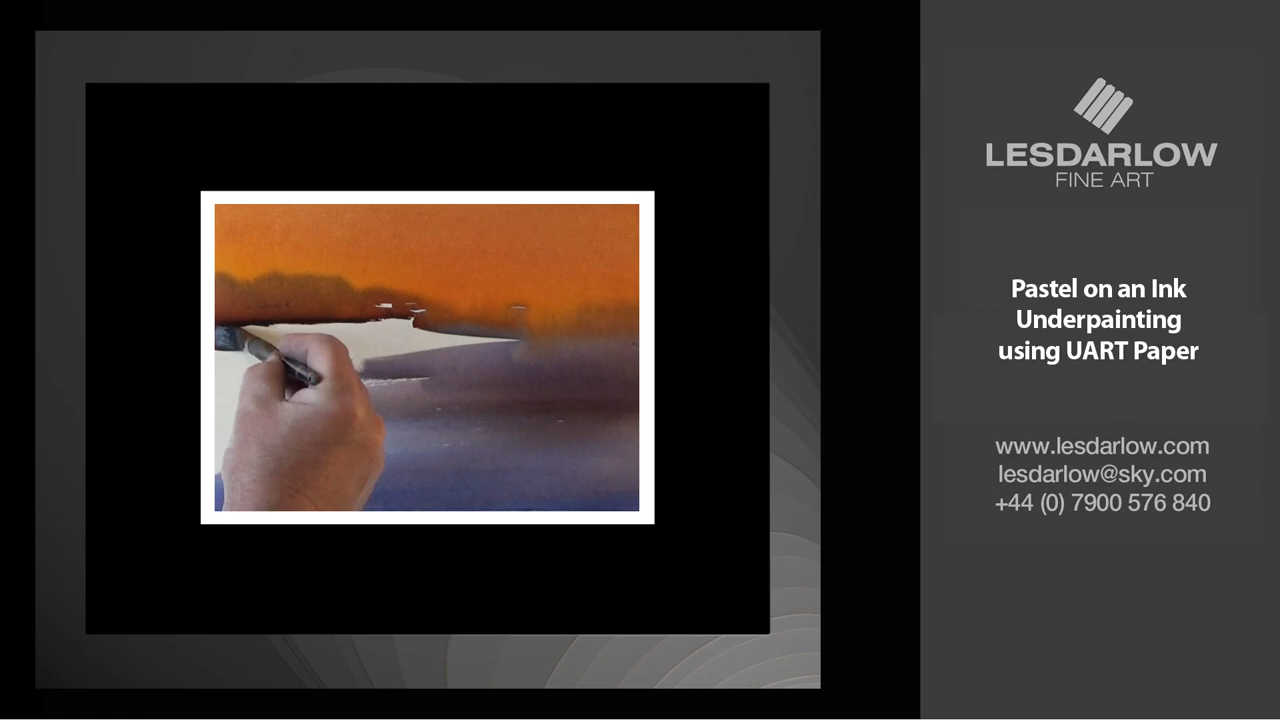 LESDARLOW
FINE ART
Pastel on an Ink
Underpainting
using UART Paper
www.lesdarlow.com
lesdarlow@sky.com
+44 (0) 7900 576 840